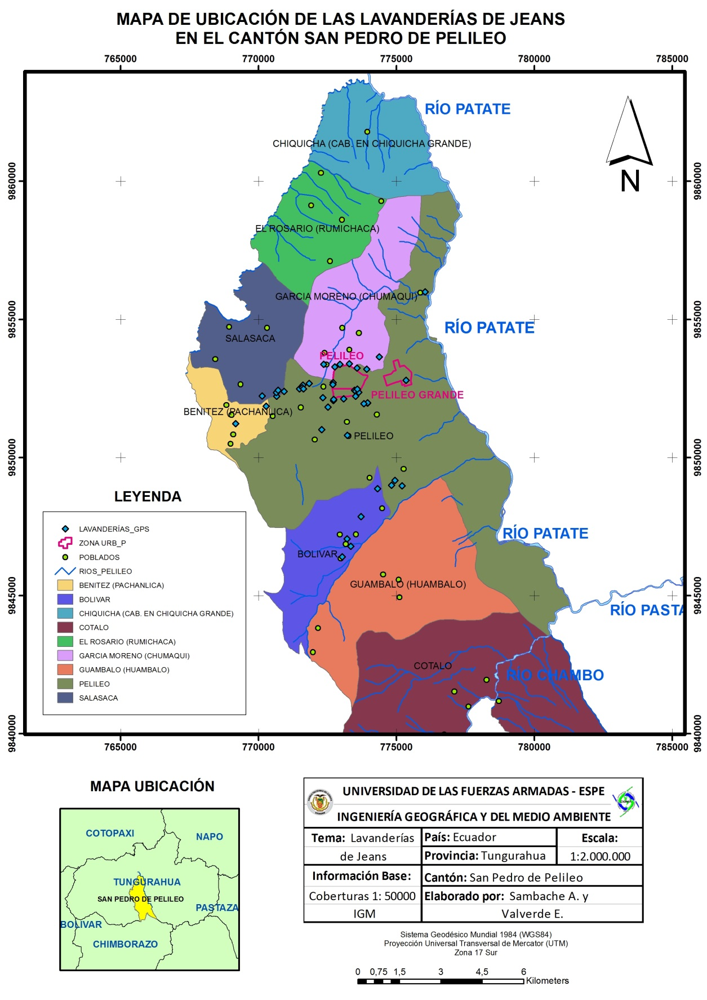 MAPA DE UBICACIÓN DE LAS LAVANDERÍAS DE JEANS
EN EL CANTÓN SAN PEDRO DE PELILEO
765000 770000 775000 780000 785000
RÍO PATATE
CHIQUICHA (CAB. EN CHIQUICHA GRANDE)
N
9860000 9860000
EL ROSARIO (RUMICHACA)
GARCIA MORENO (CHUMAQUI)
9855000 9855000
RÍO PATATE
SALASACA
PELILEO
PELILEO GRANDE
BENITEZ (PACHANLICA)
PELILEO
9850000 9850000
LEYENDA
LAVANDERÍAS_GPS
ZONA URB_P
POBLADOS
RIOS_PELILEO
BENITEZ (PACHANLICA)
BOLIVAR
CHIQUICHA (CAB. EN CHIQUICHA GRANDE)
COTALO
EL ROSARIO (RUMICHACA)
GARCIA MORENO (CHUMAQUI)
GUAMBALO (HUAMBALO)
PELILEO
SALASACA
RÍO PATATE
BOLIVAR
GUAMBALO (HUAMBALO)
9845000 9845000
RÍO PASTA
COTALO
RÍO CHAMBO
9840000 9840000
765000 770000 775000 780000 785000
MAPA UBICACIÓN
COTOPAXI
NAPO
TUNGURAHUA
SAN PEDRO DE PELILEO
PASTAZA
BOLIVAR
CHIMBORAZO
UNIVERSIDAD DE LAS FUERZAS ARMADAS - ESPE
INGENIERÍA GEOGRÁFICA Y DEL MEDIO AMBIENTE
Tema: Lavanderías
de Jeans
País: Ecuador
Provincia: Tungurahua
Escala:
1:2.000.000
Información Base:
Coberturas 1: 50000
IGM
Cantón: San Pedro de Pelileo
Elaborado por: Sambache A. y
Valverde E.
Sistema Geodésico Mundial 1984 (WGS84)
Proyección Universal Transversal de Mercator (UTM)
Zona 17 Sur
0 0,75 1,5 3 4,5 6
Kilometers